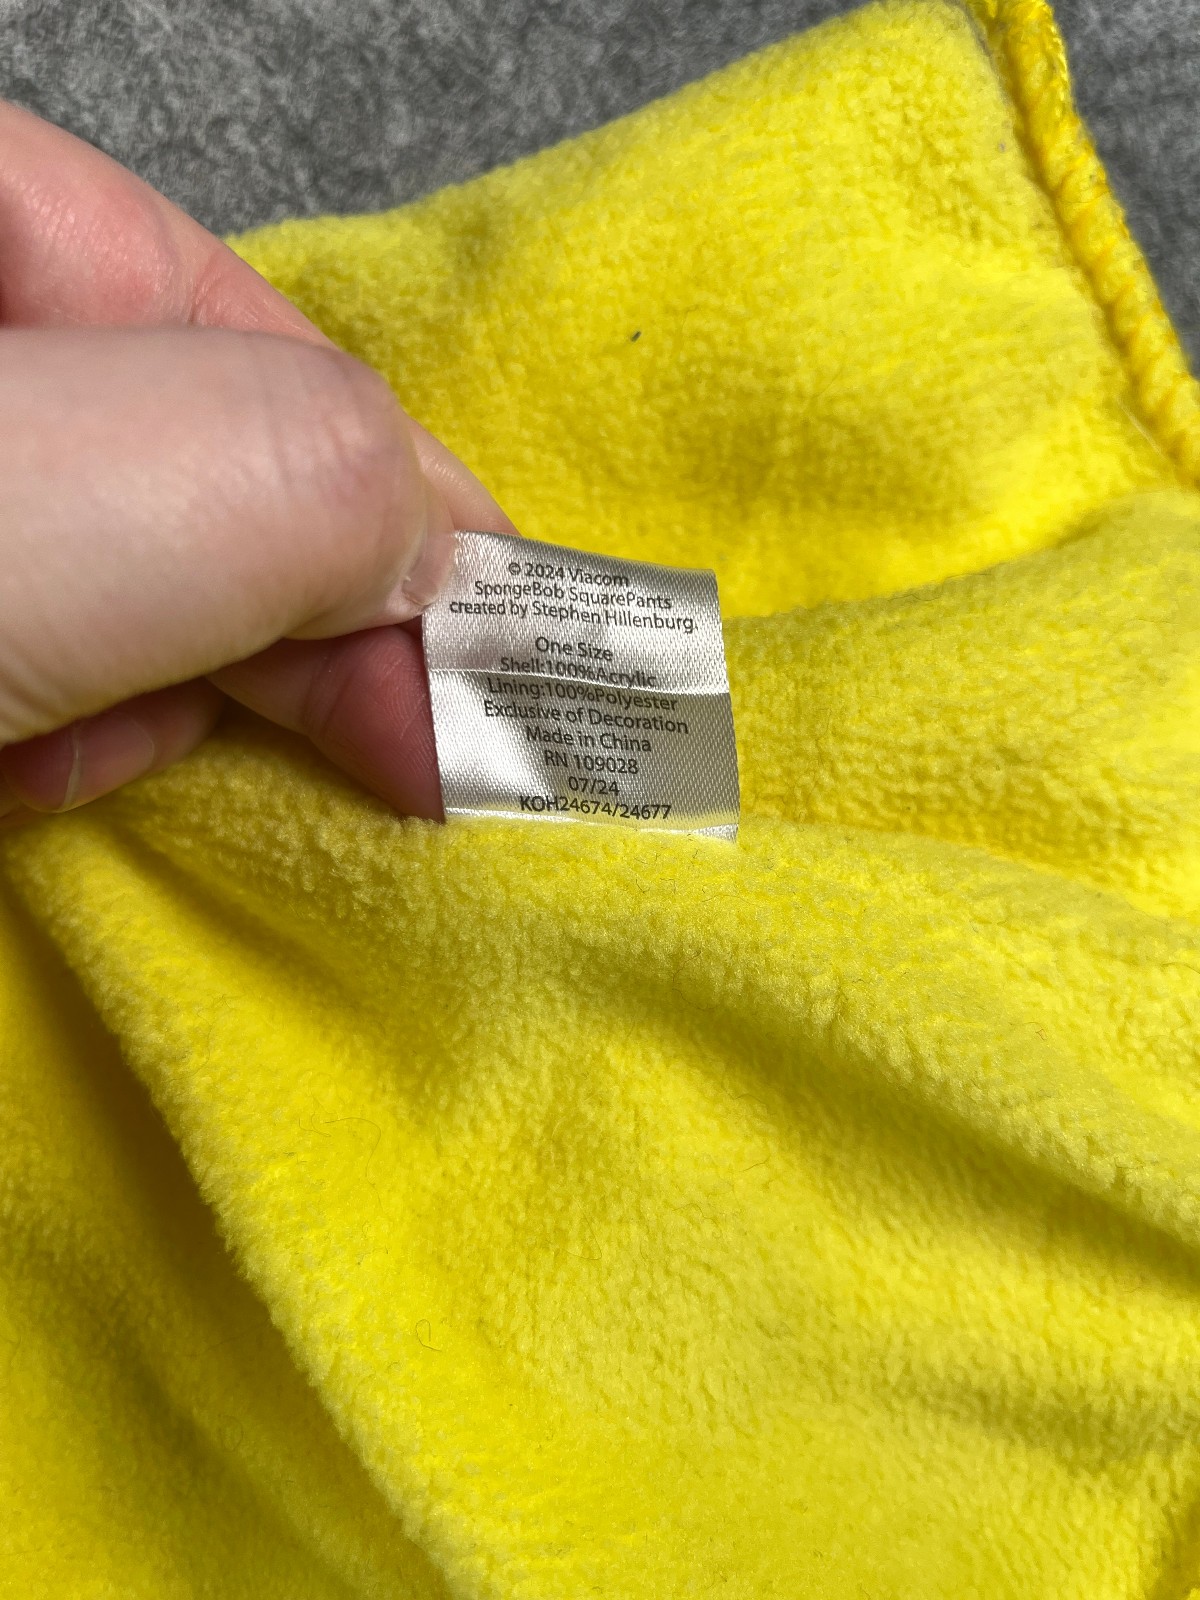 © 2024 Viacom
SpongeBob SquarePants
created by Stephen Hillenburg.
One Size
Shell:100%Acrylic
Lining:100%Polyester
Exclusive of Decoration
Made in China
RN 109028
07/24
KOH24674/24677